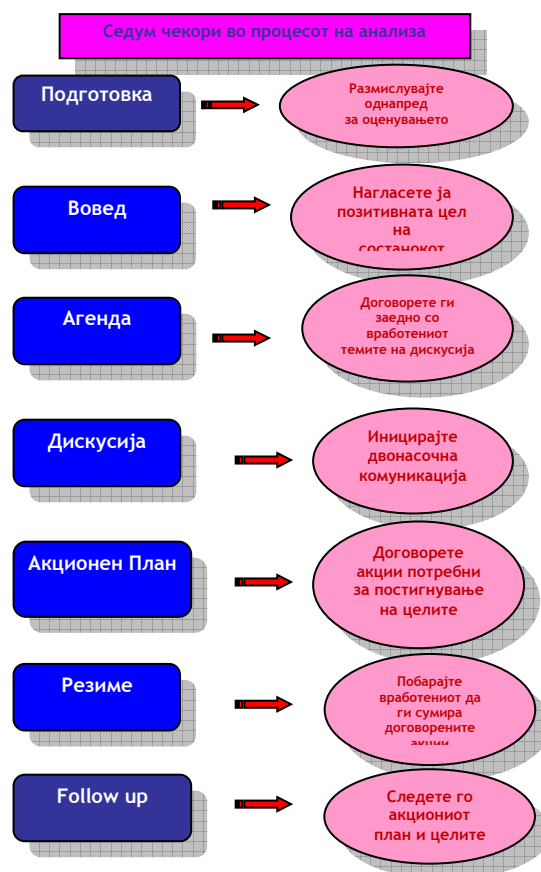 Седум чекори во процесот на анализа
Подготовка
Размислувајте
однапред
за оценувањето
Вовед
Нагласете ја
позитивната цел
на
состанокот
Агенда
Договорете ги
заедно со
вработениот
темите на дискусија
Дискусија
Иницирајте
двонасочна
комуникација
Акционен План
Договорете
акции потребни
за постигнување
на целите
Резиме
Побарајте
вработениот да
ги сумира
договорените
акции
Follow up
Следете го
акциониот
план и целите